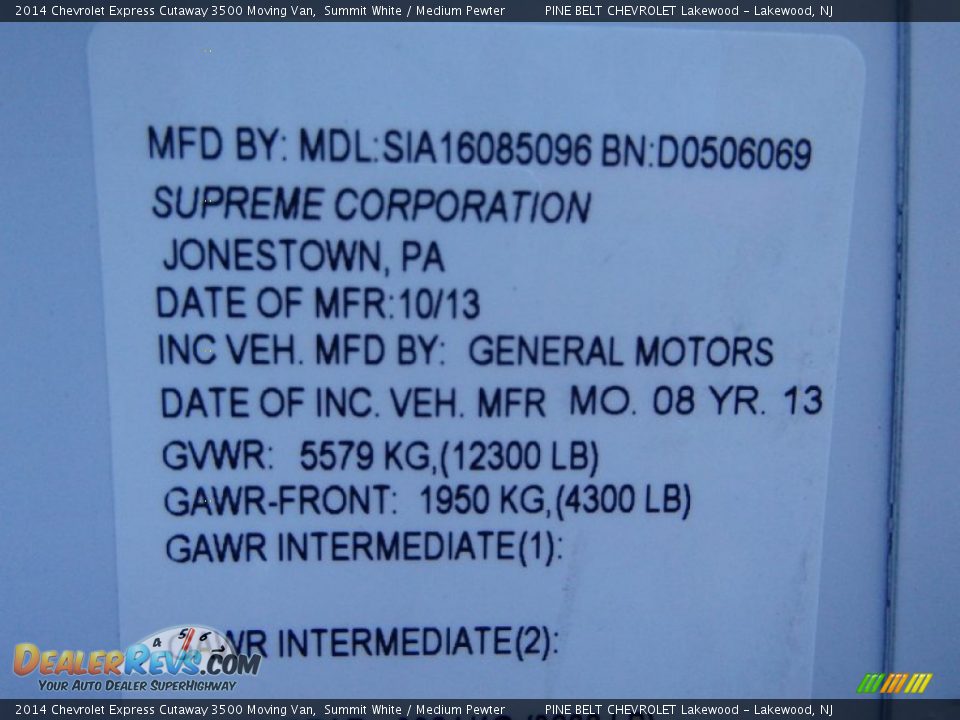 2014 Chevrolet Express Cutaway 3500 Moving Van, Summit White / Medium Pewter PINE BELT CHEVROLET Lakewood – Lakewood, NJ
MFD BY: MDL:SIA16085096 BN:D0506069
SUPREME CORPORATION
JONESTOWN, PA
DATE OF MFR:10/13
INC VEH. MFD BY: GENERAL MOTORS
DATE OF INC. VEH. MFR MO. 08 YR. 13
GVWR: 5579 KG,(12300 LB)
GAWR-FRONT: 1950 KG,(4300 LB)
GAWR INTERMEDIATE(1):
GAWR INTERMEDIATE(2):
4 5 6
DEALERREVS.COM
YOUR AUTO DEALER SUPERHIGHWAY
2014 Chevrolet Express Cutaway 3500 Moving Van, Summit White / Medium Pewter PINE BELT CHEVROLET Lakewood – Lakewood, NJ